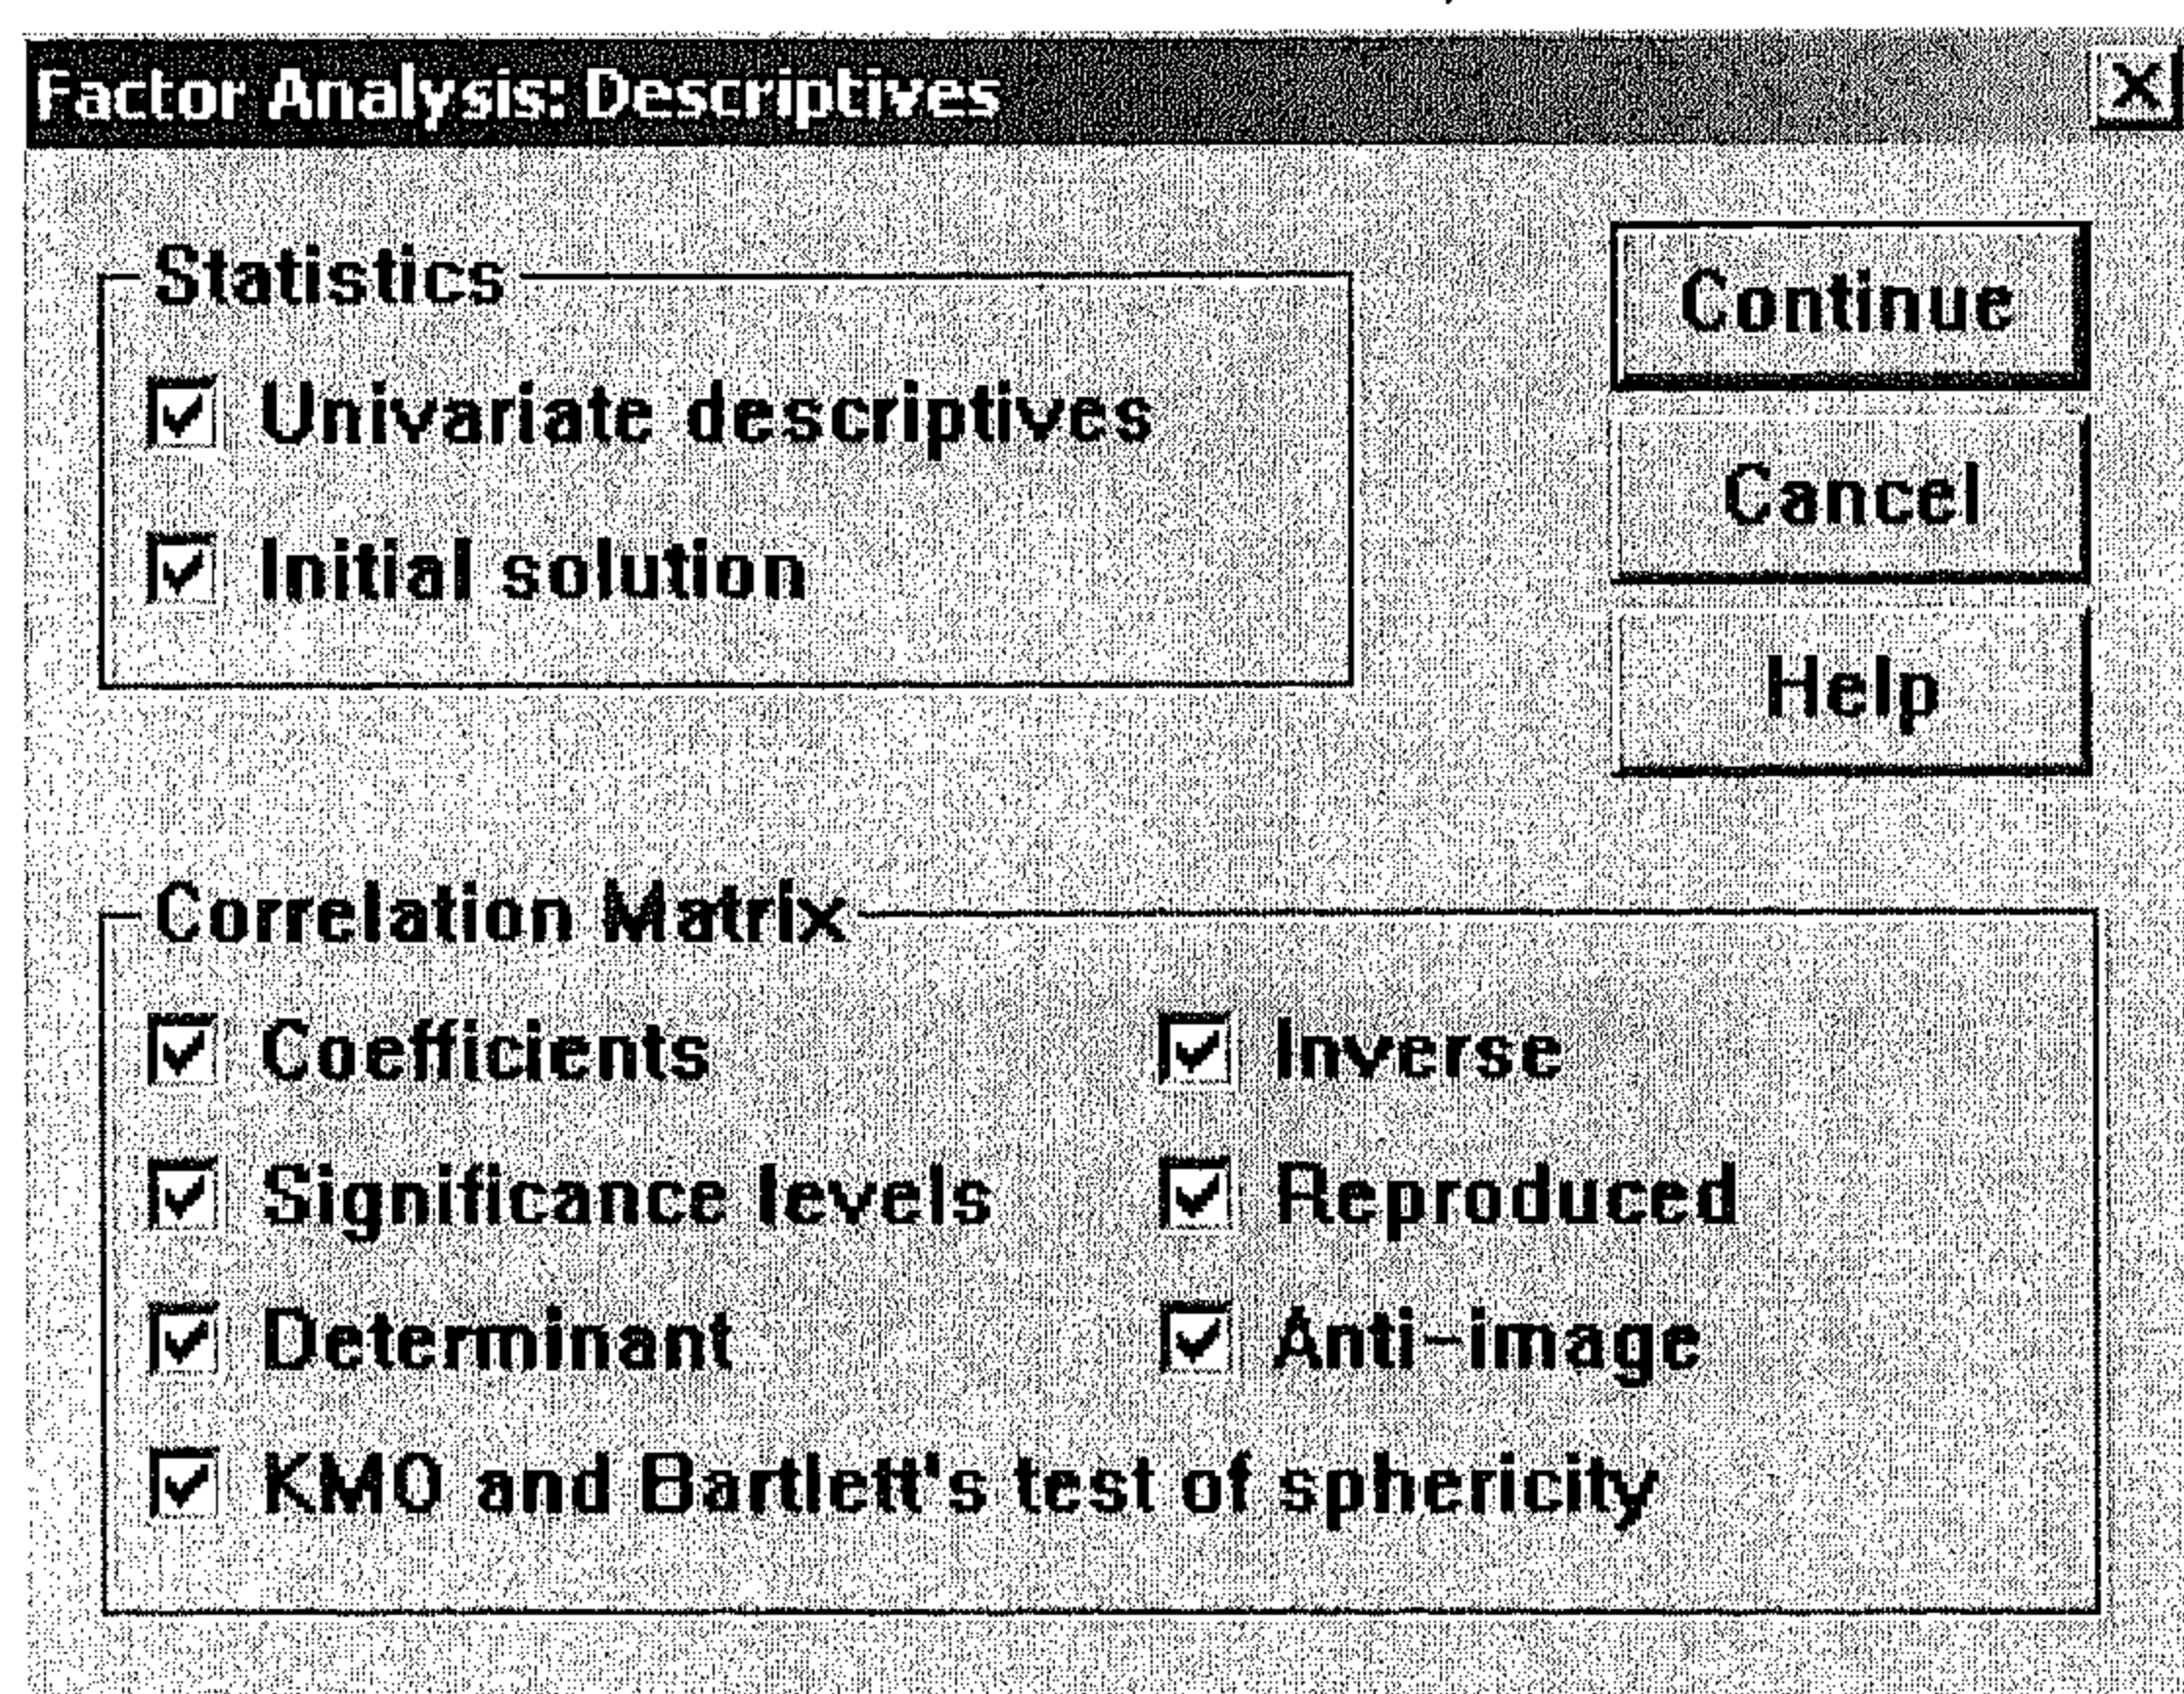 Factor Analysis: Descriptives
Statistics
Univariate descriptives
Initial solution
Continue
Cancel
Help
Correlation Matrix
Coefficients
Inverse
Significance levels
Reproduced
Determinant
Anti-image
KMO and Bartlett's test of sphericity